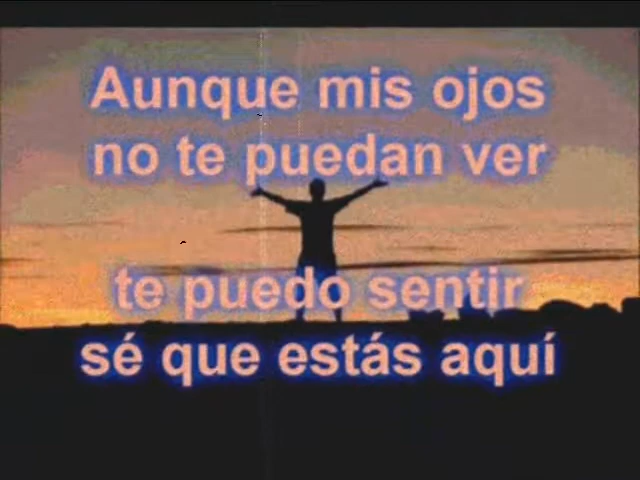 Aunque mis ojos
no te puedan ver
te puedo sentir
sé que estás aquí